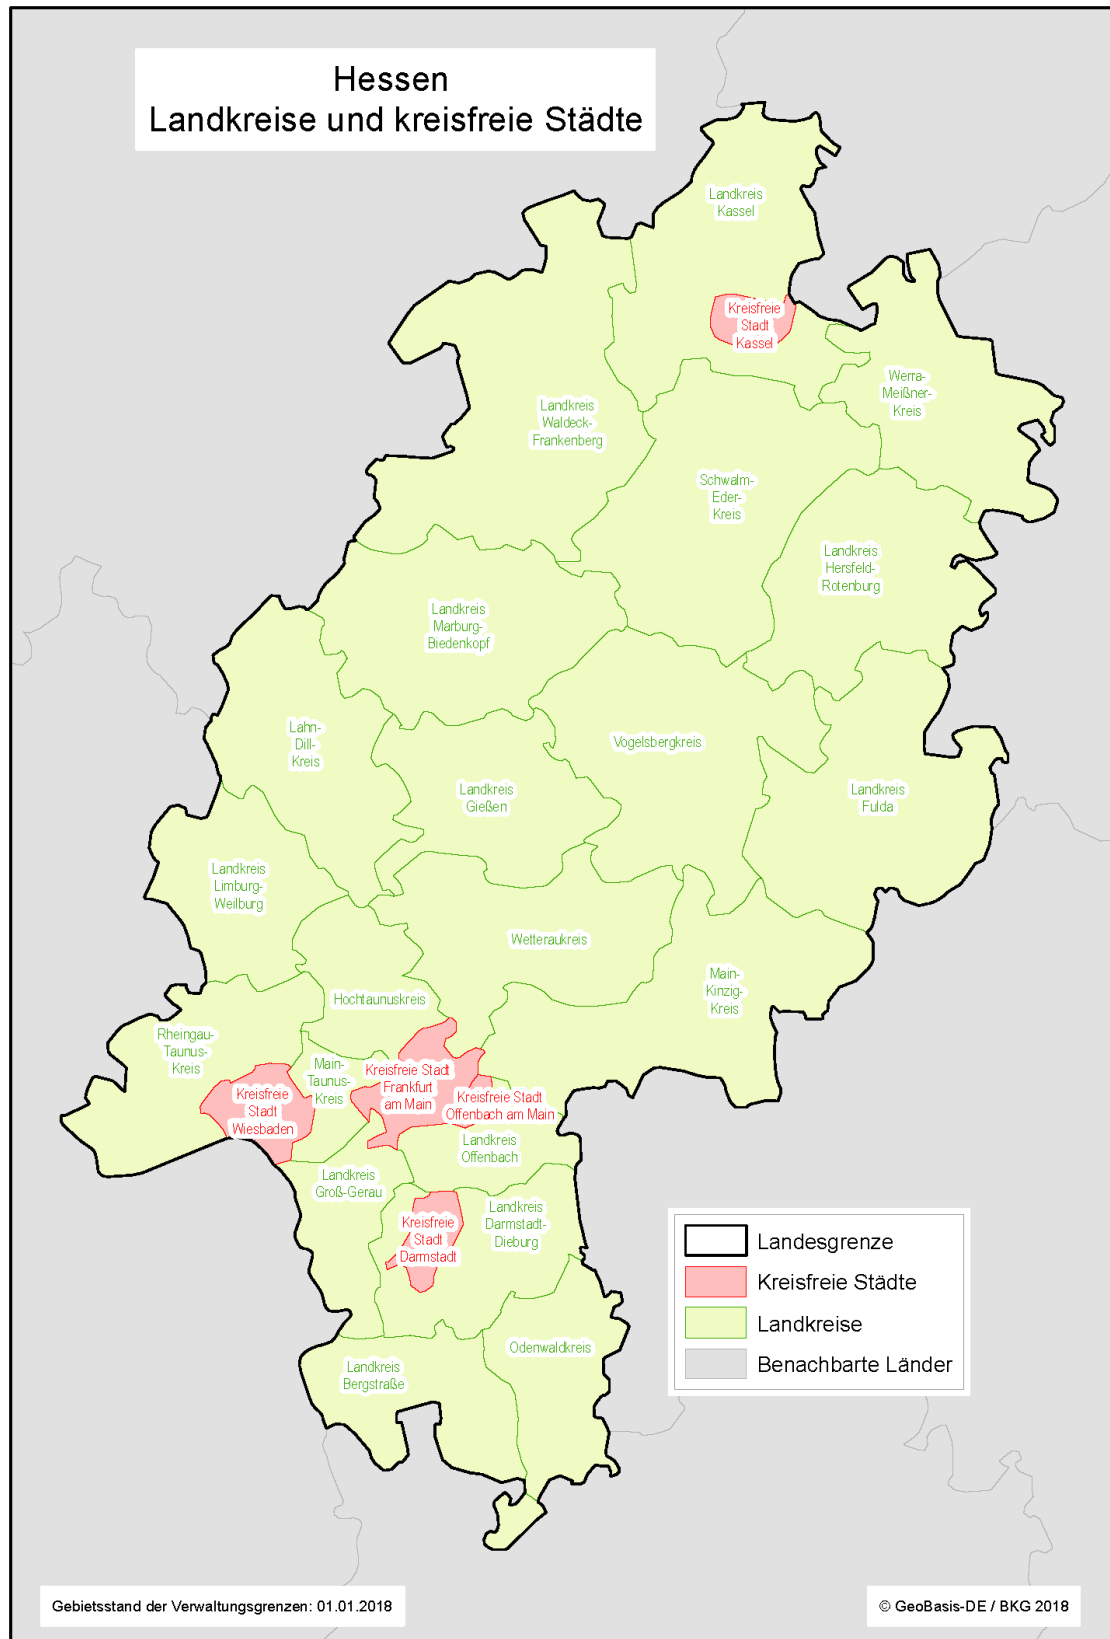 Hessen
Landkreise und kreisfreie Städte
Landkreis
Kassel
Kreisfreie
Stadt
Kassel
Werra-
Meißner-
Kreis
Landkreis
Waldeck-
Frankenberg
Schwalm-
Eder-
Kreis
Landkreis
Hersfeld-
Rotenburg
Landkreis
Marburg-
Biedenkopf
Lahn-
Dill-
Kreis
Vogelsbergkreis
Landkreis
Gießen
Landkreis
Fulda
Landkreis
Limburg-
Weilburg
Wetteraukreis
Main-
Kinzig-
Kreis
Hochtaunuskreis
Rheingau-
Taunus-
Kreis
Main-
Taunus-
Kreis
Kreisfreie Stadt
Frankfurt
am Main
Kreisfreie
Stadt
Wiesbaden
Kreisfreie Stadt
Offenbach am Main
Landkreis
Offenbach
Landkreis
Groß-Gerau
Kreisfreie
Stadt
Darmstadt
Landkreis
Darmstadt-
Dieburg
Odenwaldkreis
Landkreis
Bergstraße
Landesgrenze
Kreisfreie Städte
Landkreise
Benachbarte Länder
Gebietsstand der Verwaltungsgrenzen: 01.01.2018
© GeoBasis-DE / BKG 2018